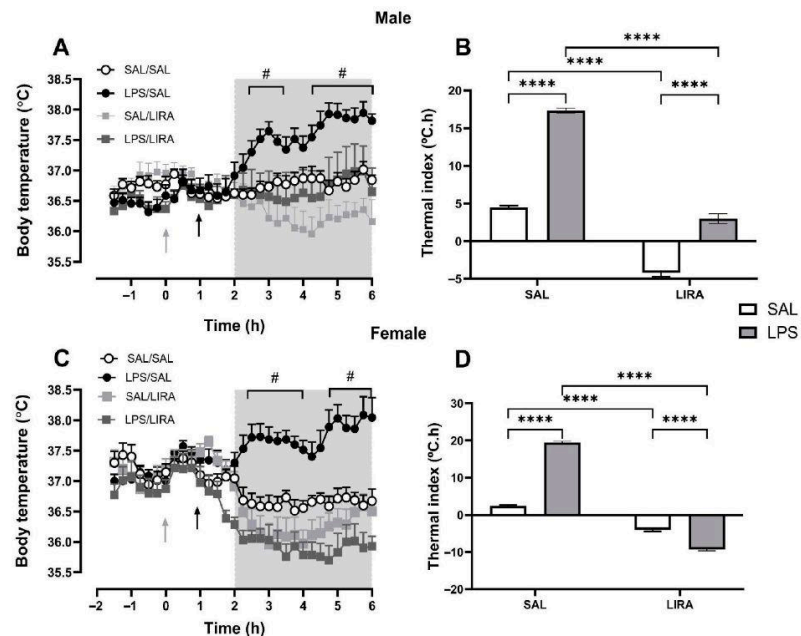 Male
A
SAL/SAL
LPS/SAL
SAL/LIRA
LPS/LIRA
#
#
Body temperature (°C)
38.5
38.0
37.5
37.0
36.5
36.0
35.5
−1 0 1 2 3 4 5 6
Time (h)
B
****
****
****
****
Thermal index (ºC.h)
20
15
10
5
0
−5
SAL LIRA
SAL
LPS
Female
C
SAL/SAL
LPS/SAL
SAL/LIRA
LPS/LIRA
#
#
Body temperature (°C)
38.5
38.0
37.5
37.0
36.5
36.0
35.5
−2 −1 0 1 2 3 4 5 6
Time (h)
D
****
****
****
****
Thermal index (ºC.h)
30
20
10
0
−10
−20
SAL LIRA